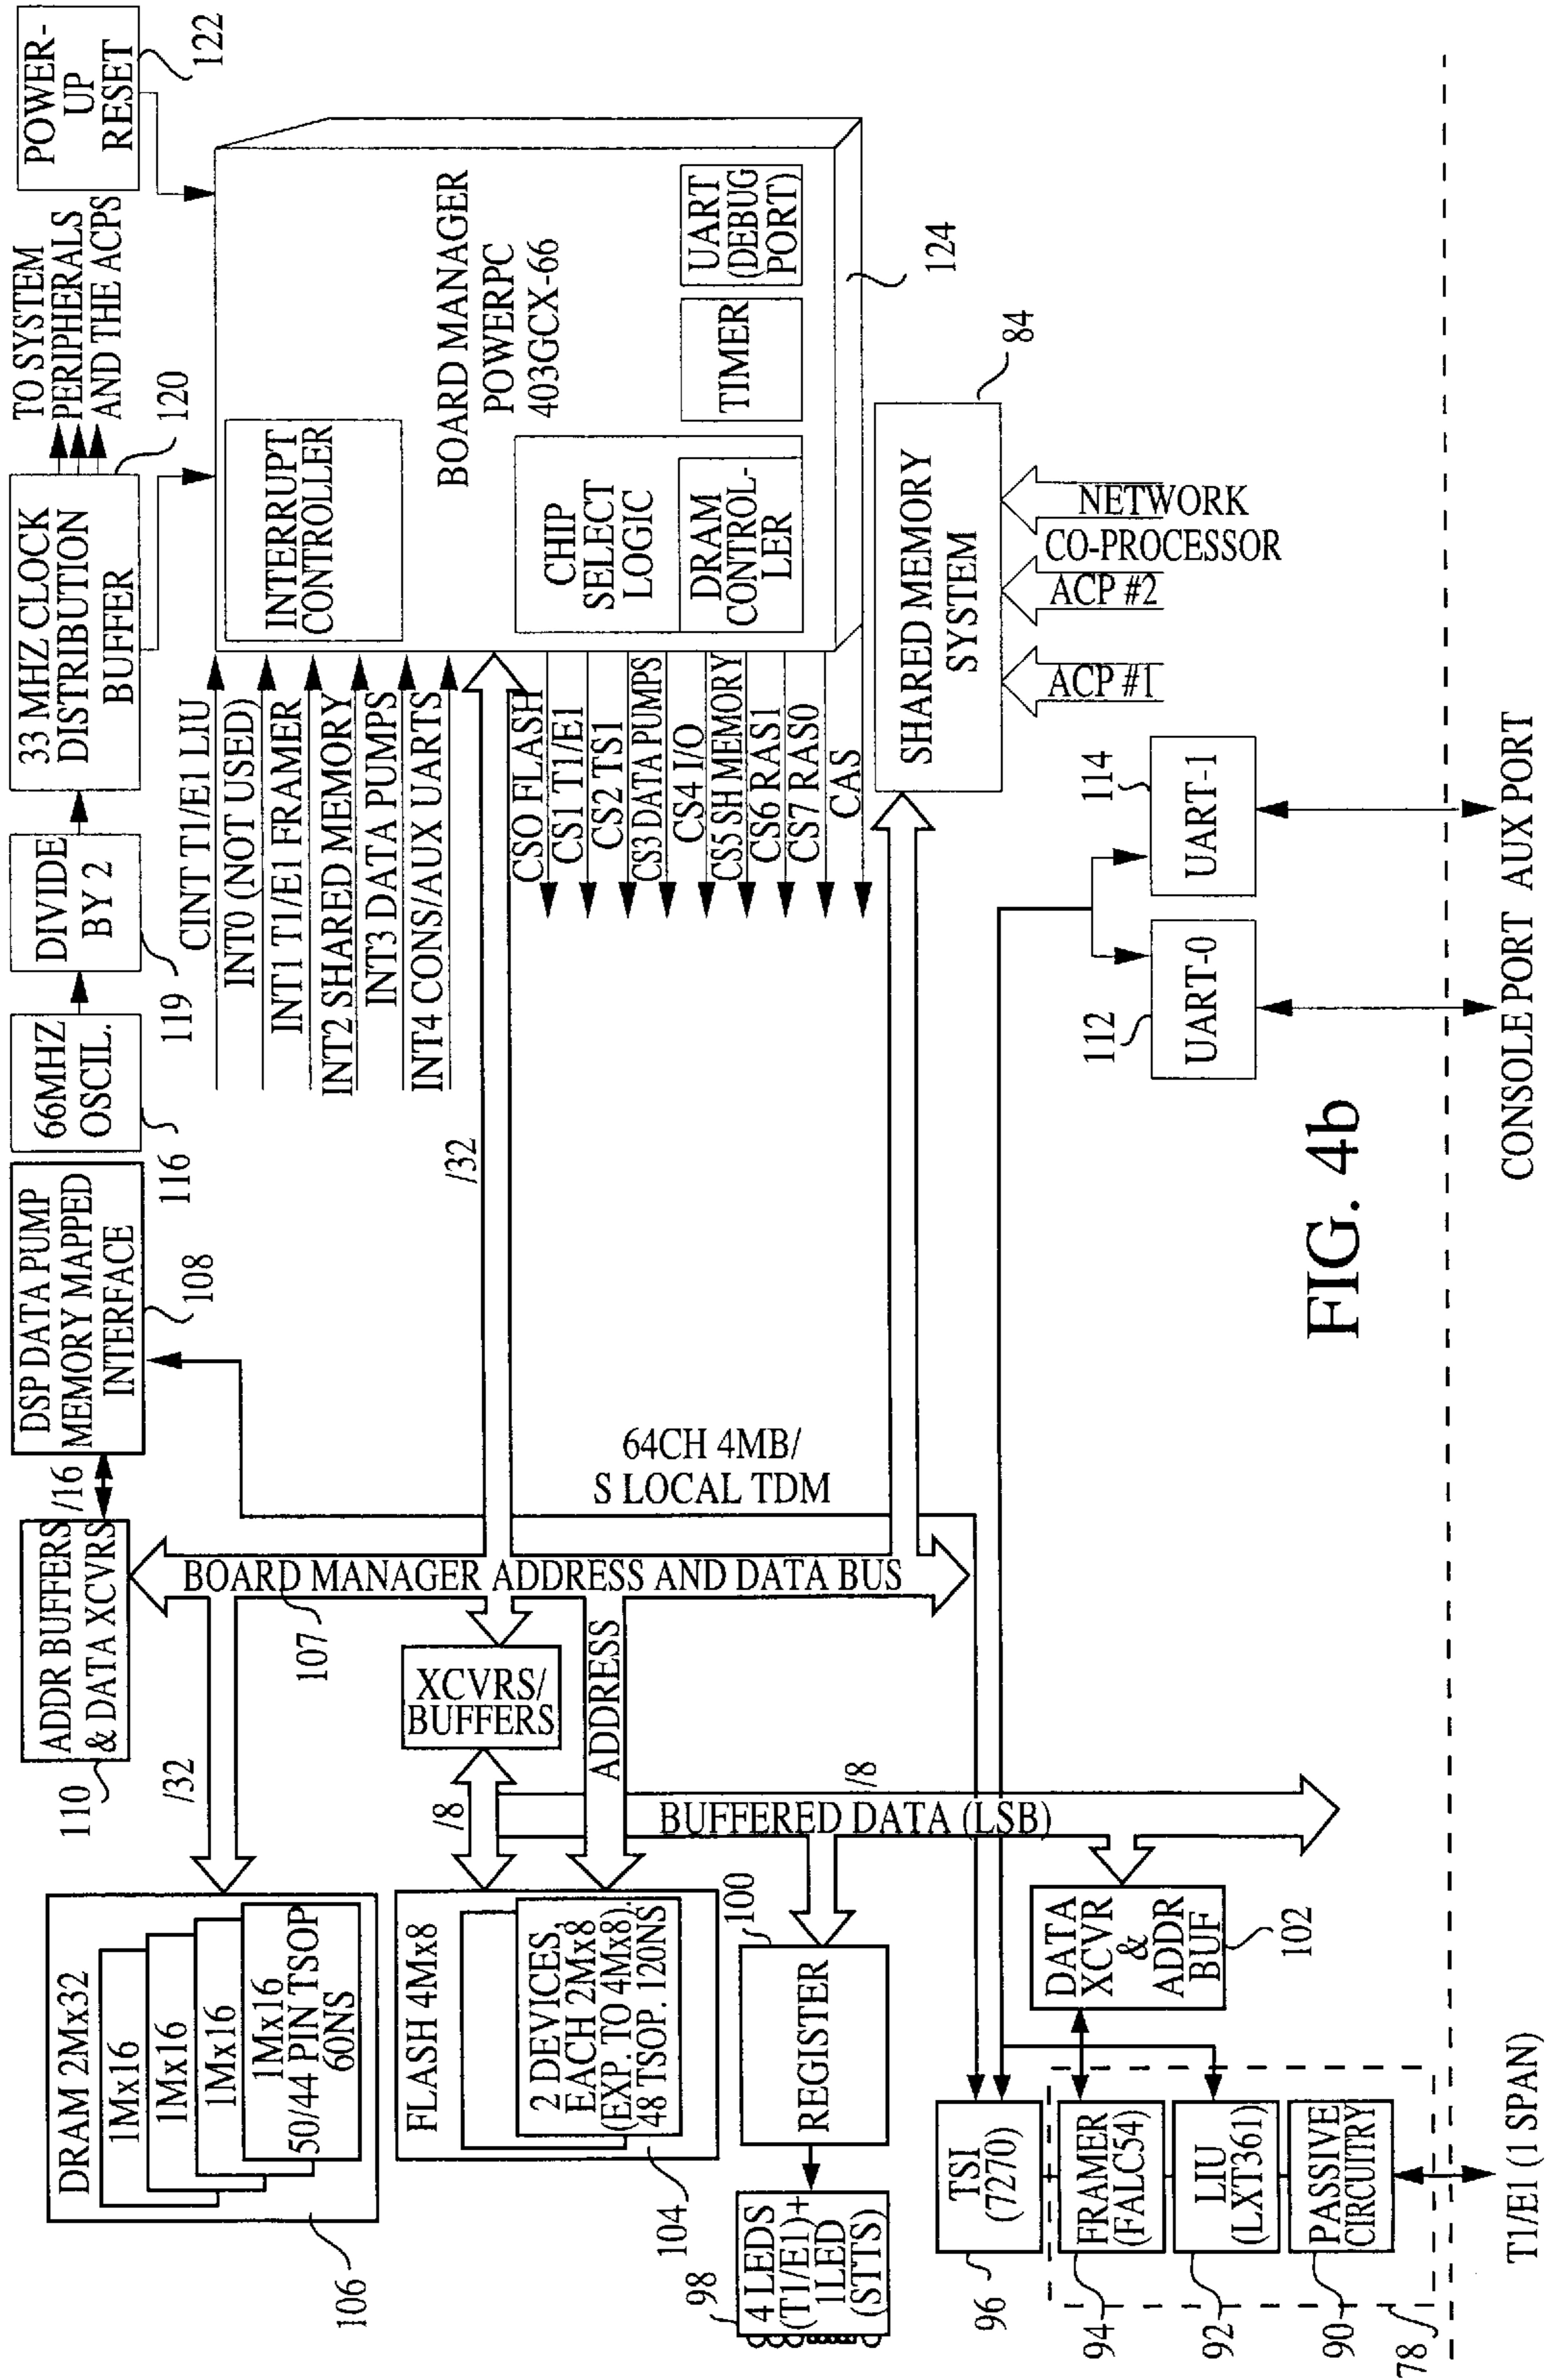 DRAM 2Mx32
1Mx16
1Mx16
1Mx16
1Mx16
50/44 PIN TSOP
60NS
106
/32
ADDR BUFFERS
& DATA XCVRS
110
/16
DSP DATA PUMP
MEMORY MAPPED
INTERFACE
108
66MHZ
OSCIL.
116
DIVIDE
BY 2
119
33 MHZ CLOCK
DISTRIBUTION
BUFFER
120
TO SYSTEM
PERIPHERALS
AND THE ACPS
POWER-
UP
RESET
122
FLASH 4Mx8
2 DEVICES,
EACH 2Mx8
(EXP. TO 4Mx8).
48 TSOP. 120NS
104
/8
XCVRS/
BUFFERS
ADDRESS
BOARD MANAGER ADDRESS AND DATA BUS
107
/32
64CH 4MB/
S LOCAL TDM
CINT T1/E1 LIU
INT0 (NOT USED)
INT1 T1/E1 FRAMER
INT2 SHARED MEMORY
INT3 DATA PUMPS
INT4 CONS/AUX UARTS
INTERRUPT
CONTROLLER
BOARD MANAGER
POWERPC
403GCX-66
CHIP
SELECT
LOGIC
DRAM
CONTROL-
LER
TIMER
UART
(DEBUG
PORT)
124
CSO FLASH
CS1 T1/E1
CS2 TS1
CS3 DATA PUMPS
CS4 I/O
CS5 SH MEMORY
CS6 RAS1
CS7 RAS0
CAS
4 LEDS
(T1/E1)+
1LED
(STTS)
98
REGISTER
100
BUFFERED DATA (LSB)
/8
SHARED MEMORY
SYSTEM
84
ACP #1
ACP #2
NETWORK
CO-PROCESSOR
TSI
(7270)
96
FRAMER
(FALC54)
94
LIU
(LXT361)
92
PASSIVE
CIRCUITRY
90
78
DATA
XCVR
&
ADDR
BUF
102
UART-0
112
UART-1
114
FIG. 4b
T1/E1 (1 SPAN)
CONSOLE PORT
AUX PORT